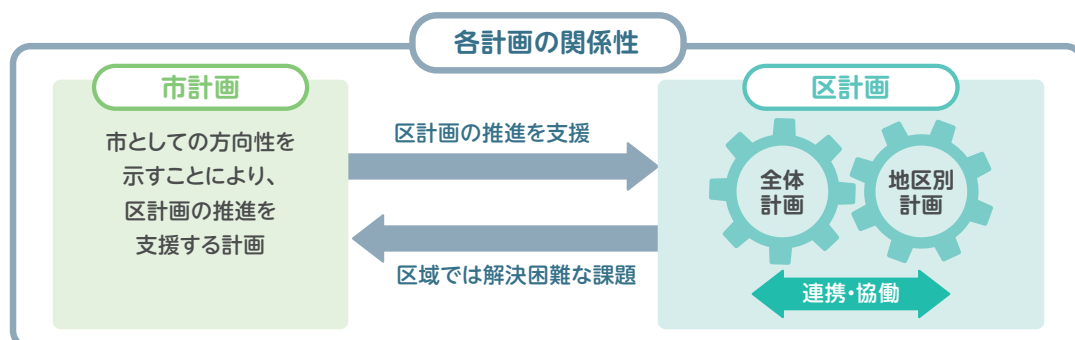 各計画の関係性
市計画
市としての方向性を
示すことにより、
区計画の推進を
支援する計画
区計画の推進を支援
区域では解決困難な課題
区計画
全体
計画
地区別
計画
連携・協働